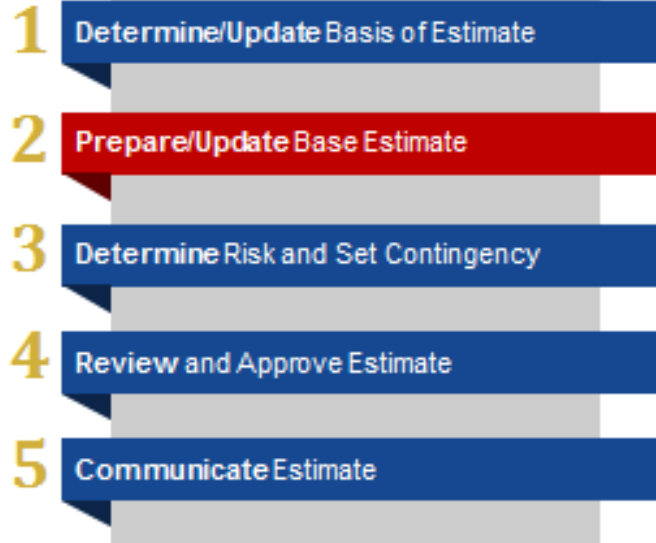 1 Determine/Update Basis of Estimate
2 Prepare/Update Base Estimate
3 Determine Risk and Set Contingency
4 Review and Approve Estimate
5 Communicate Estimate